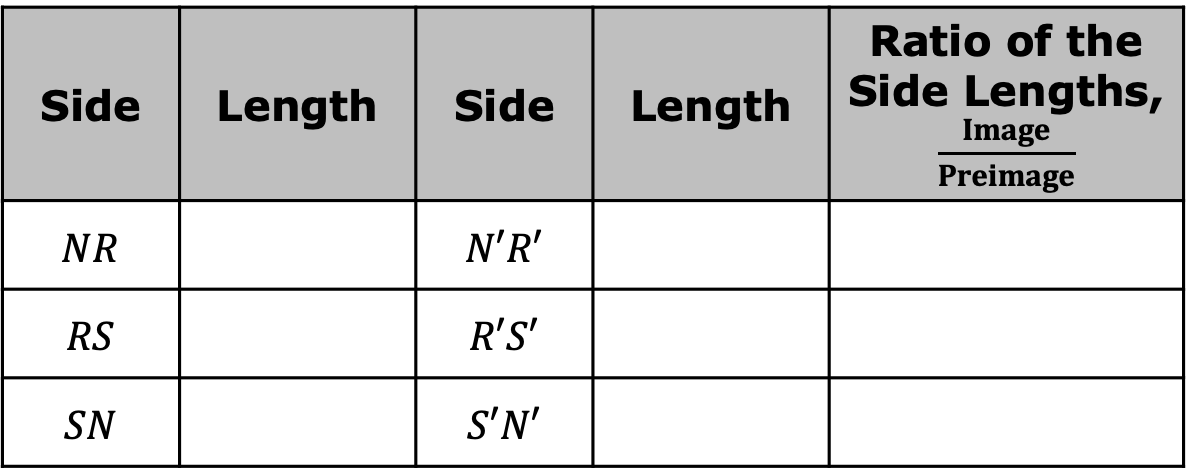 Side Length Side Length Ratio of the
Side Lengths,
Image
Preimage
NR N′R′
RS R′S′
SN S′N′